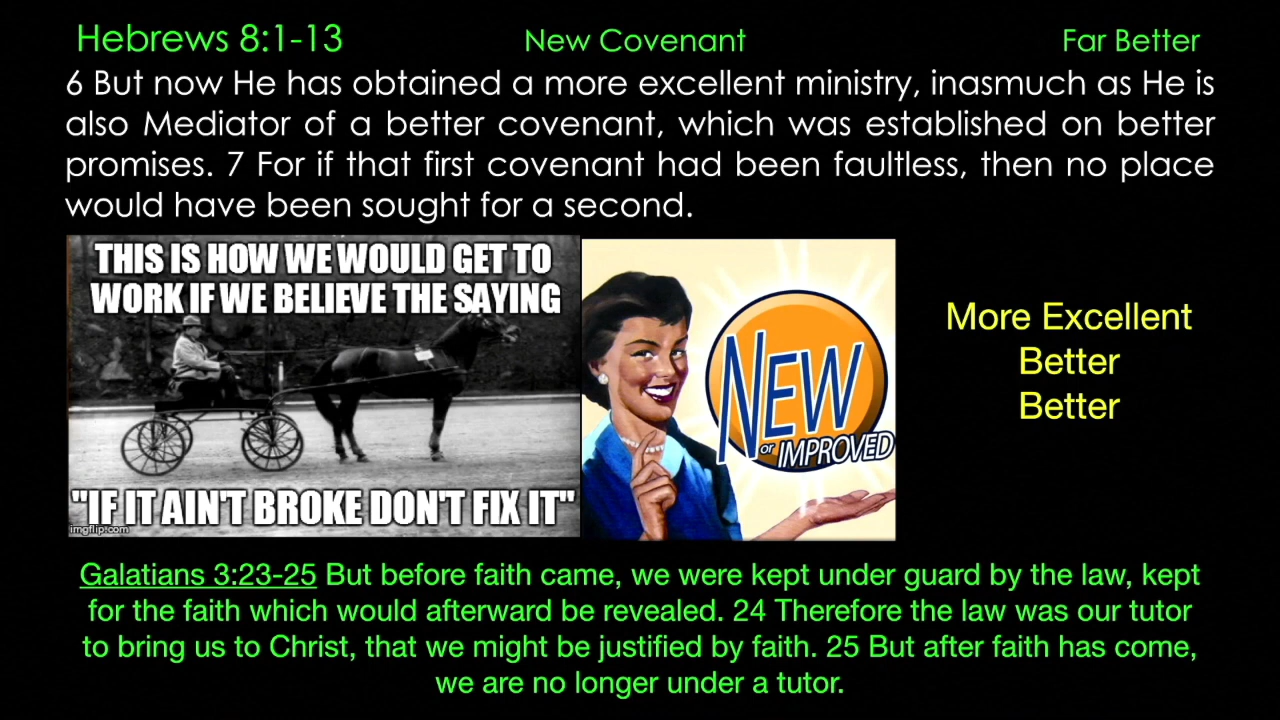 Hebrews 8:1-13 New Covenant Far Better
6 But now He has obtained a more excellent ministry, inasmuch as He is
also Mediator of a better covenant, which was established on better
promises. 7 For if that first covenant had been faultless, then no place
would have been sought for a second.
THIS IS HOW WE WOULD GET TO
WORK IF WE BELIEVE THE SAYING
"IF IT AIN'T BROKE DON'T FIX IT"
imgflip.com
NEW
or IMPROVED
More Excellent
Better
Better
Galatians 3:23-25 But before faith came, we were kept under guard by the law, kept
for the faith which would afterward be revealed. 24 Therefore the law was our tutor
to bring us to Christ, that we might be justified by faith. 25 But after faith has come,
we are no longer under a tutor.